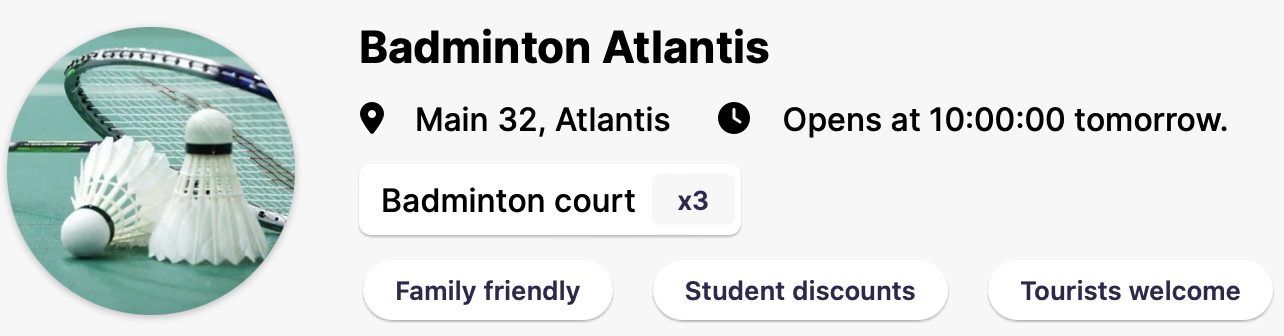 Badminton Atlantis
Main 32, Atlantis Opens at 10:00:00 tomorrow.
Badminton court x3
Family friendly Student discounts Tourists welcome